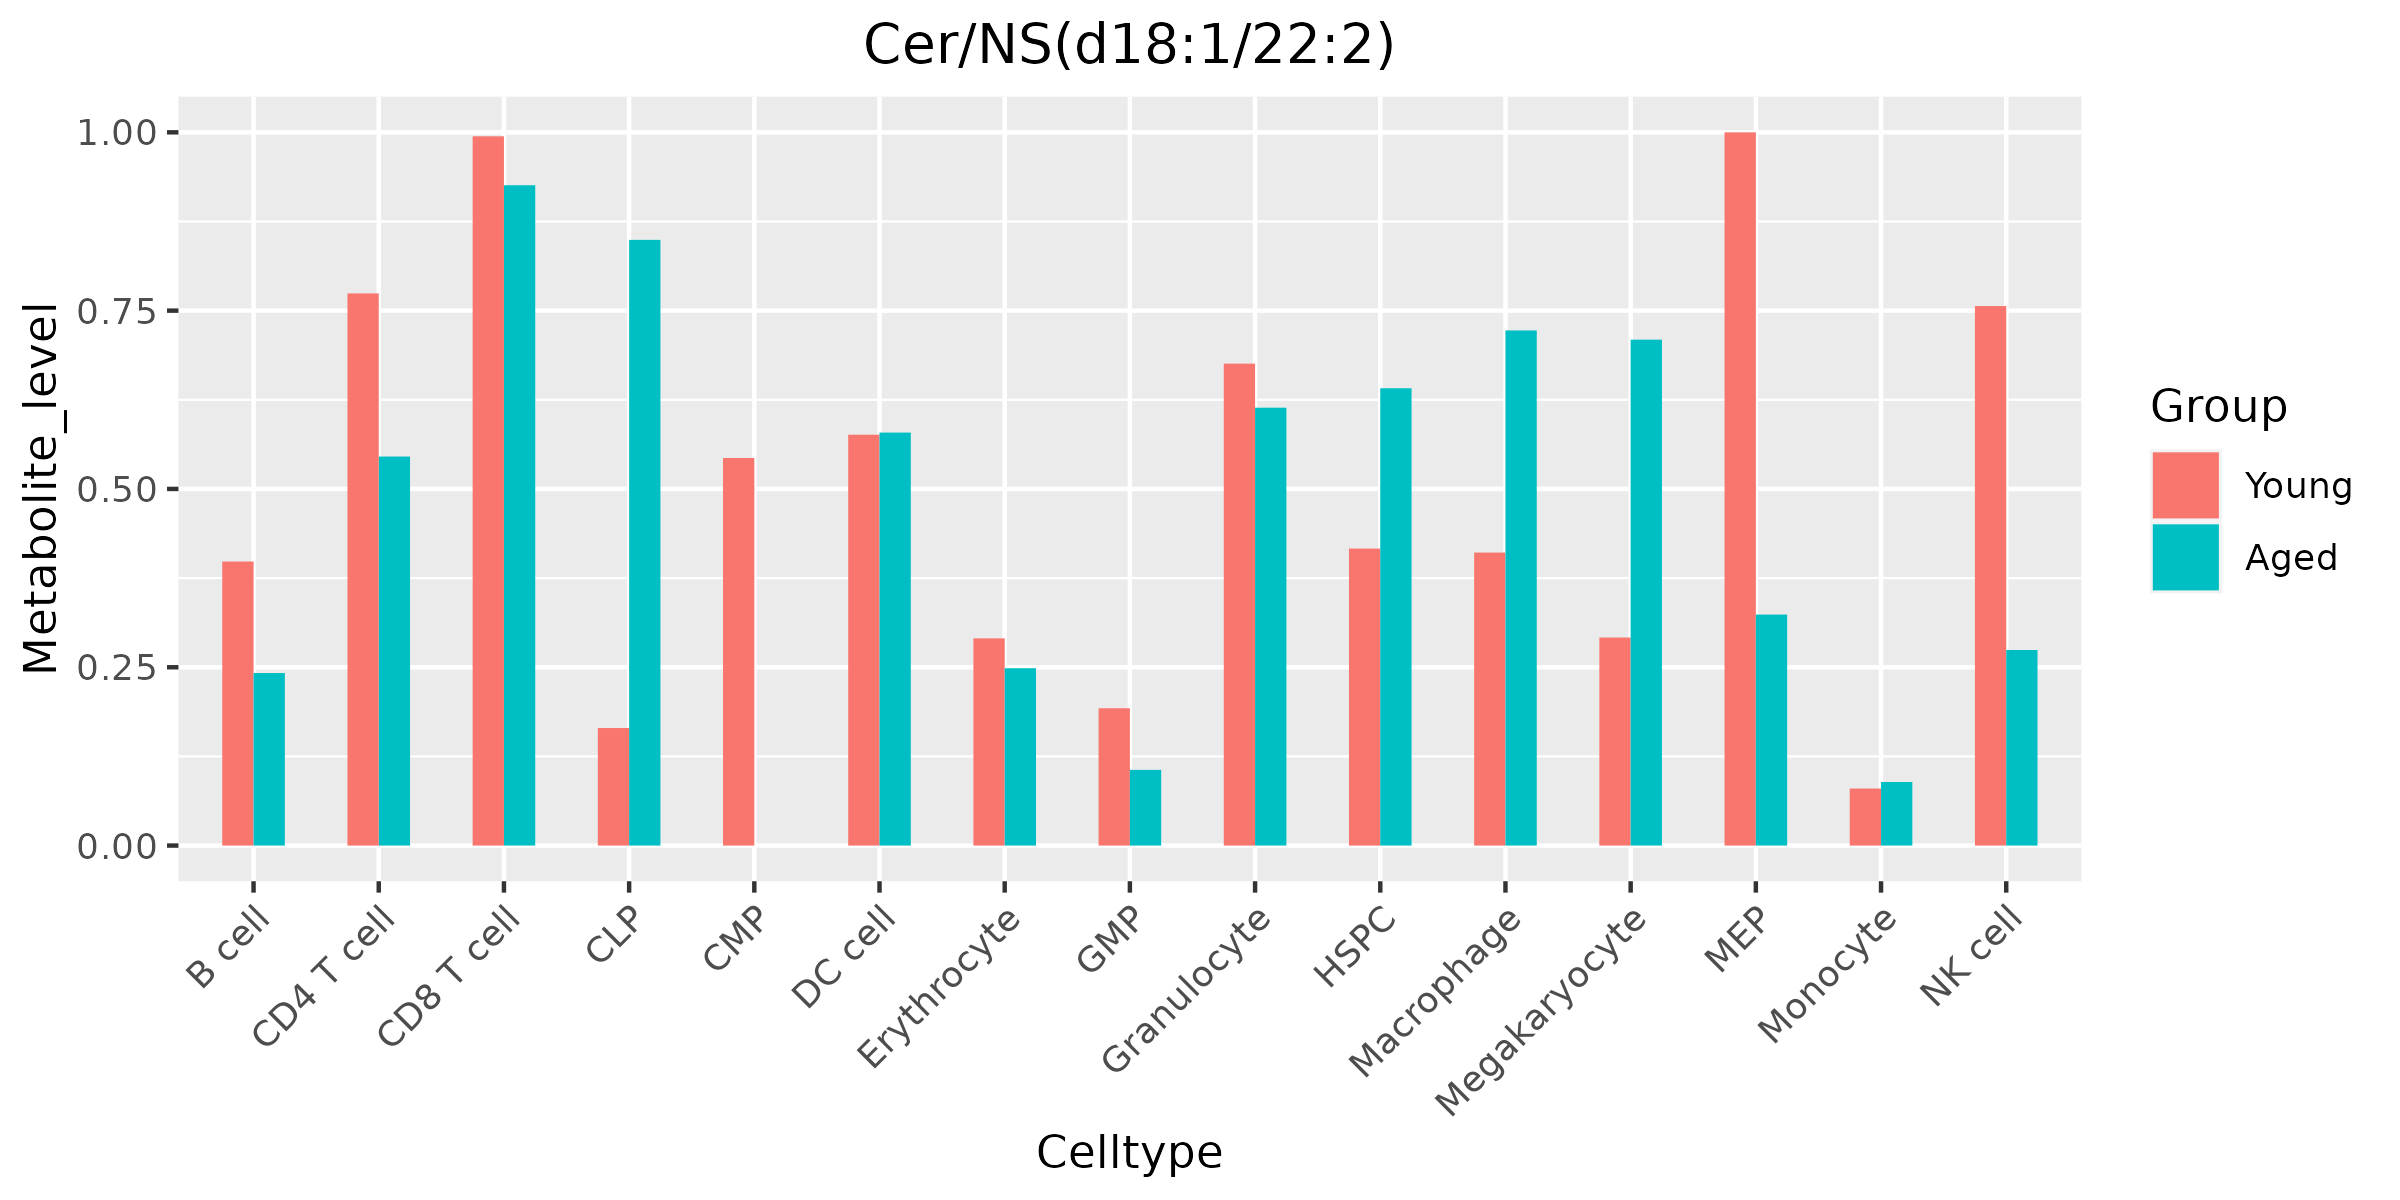 Cer/NS(d18:1/22:2)
Metabolite_level
1.00
0.75
0.50
0.25
0.00
B cell
CD4 T cell
CD8 T cell
CLP
CMP
DC cell
Erythrocyte
GMP
Granulocyte
HSPC
Macrophage
Megakaryocyte
MEP
Monocyte
NK cell
Celltype
Group
Young
Aged